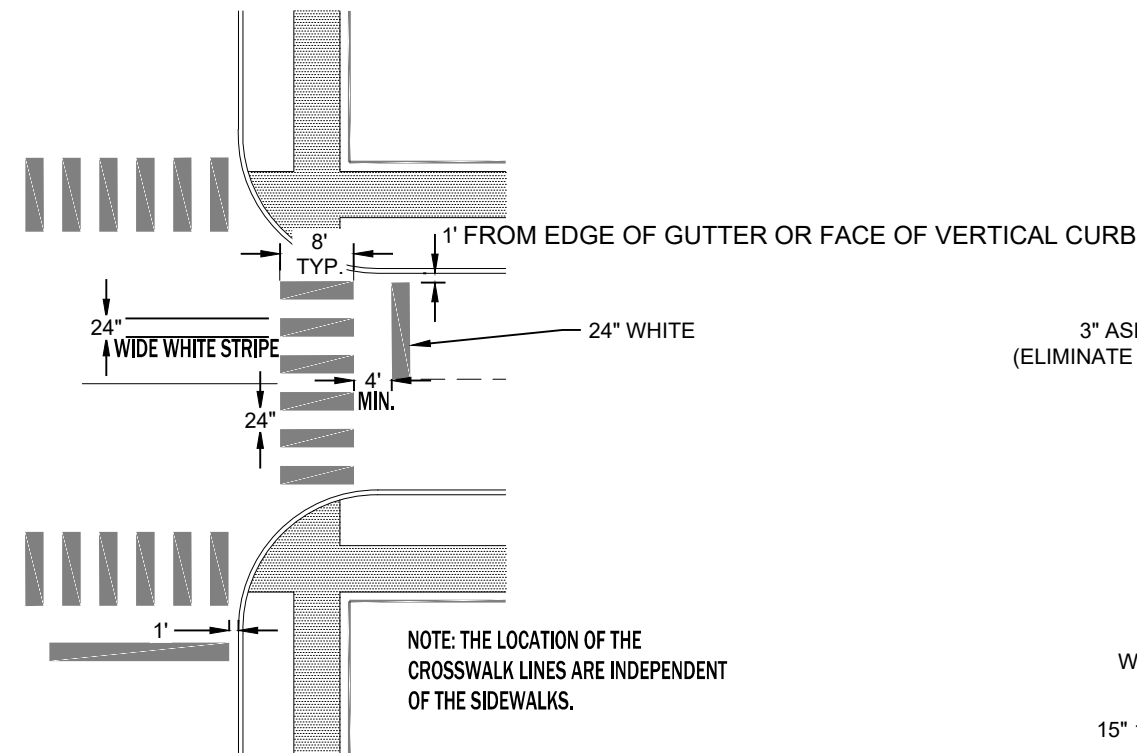 8'
TYP.
1' FROM EDGE OF GUTTER OR FACE OF VERTICAL CURB
24"
WIDE WHITE STRIPE
24" WHITE
3"
(ELIMINATE
4'
MIN.
24"
1'
NOTE: THE LOCATION OF THE
CROSSWALK LINES ARE INDEPENDENT
OF THE SIDEWALKS.
15"